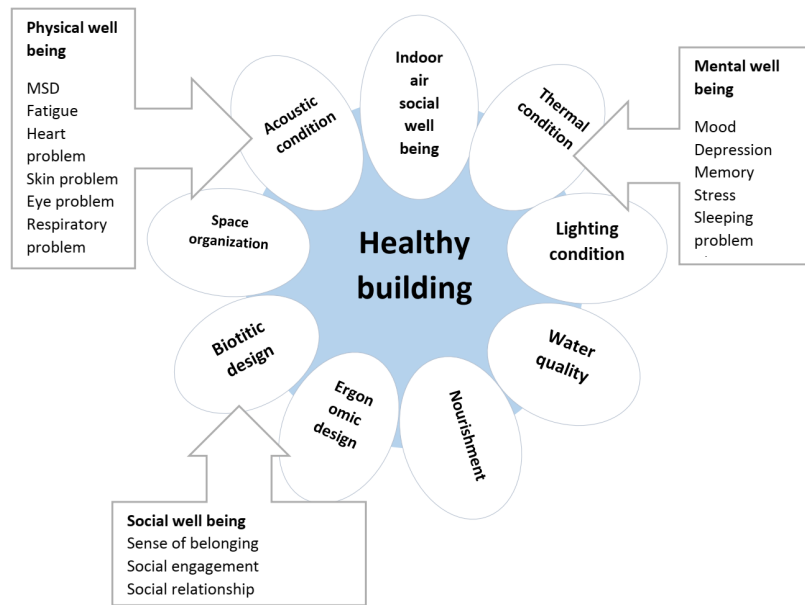 Physical well
being
MSD
Fatigue
Heart
problem
Skin problem
Eye problem
Respiratory
problem
Acoustic
condition
Indoor
air
social
well
being
Thermal
condition
Mental well
being
Mood
Depression
Memory
Stress
Sleeping
problem
Space
organization
Healthy
building
Lighting
condition
Biotitic
design
Ergon
omic
design
Nourishment
Water
quality
Social well being
Sense of belonging
Social engagement
Social relationship